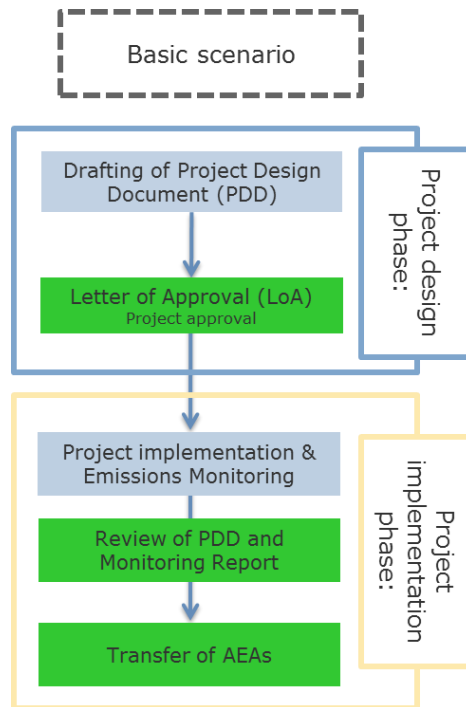 Basic scenario
Drafting of Project Design
Document (PDD)
Letter of Approval (LoA)
Project approval
Project design
phase:
Project implementation &
Emissions Monitoring
Review of PDD and
Monitoring Report
Transfer of AEAs
Project
implementation
phase: